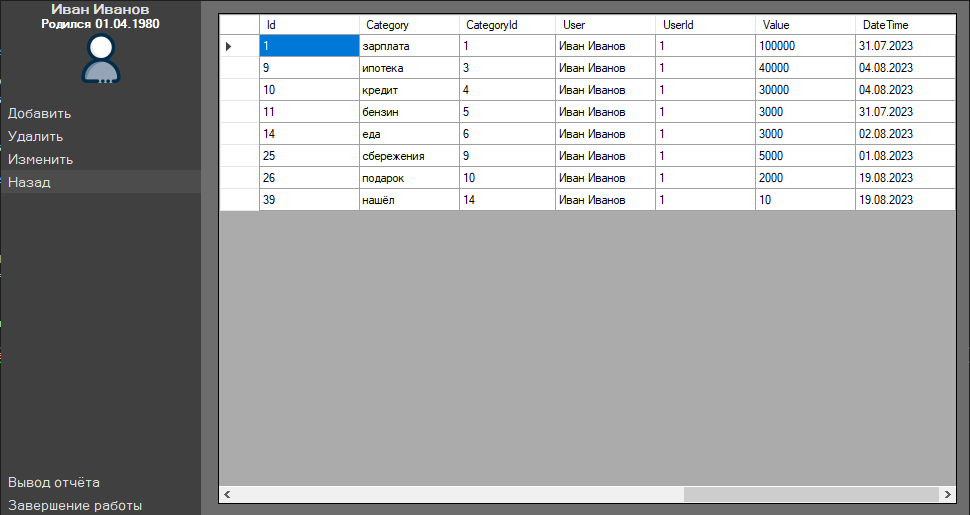 Иван Иванов
Родился 01.04.1980
Добавить
Удалить
Изменить
Назад
Вывод отчёта
Завершение работы
Id Category CategoryId User UserId Value DateTime
1 зарплата 1 Иван Иванов 1 100000 31.07.2023
9 ипотека 3 Иван Иванов 1 40000 04.08.2023
10 кредит 4 Иван Иванов 1 30000 04.08.2023
11 бензин 5 Иван Иванов 1 3000 31.07.2023
14 еда 6 Иван Иванов 1 3000 02.08.2023
25 сбережения 9 Иван Иванов 1 5000 01.08.2023
26 подарок 10 Иван Иванов 1 2000 19.08.2023
39 нашёл 14 Иван Иванов 1 10 19.08.2023